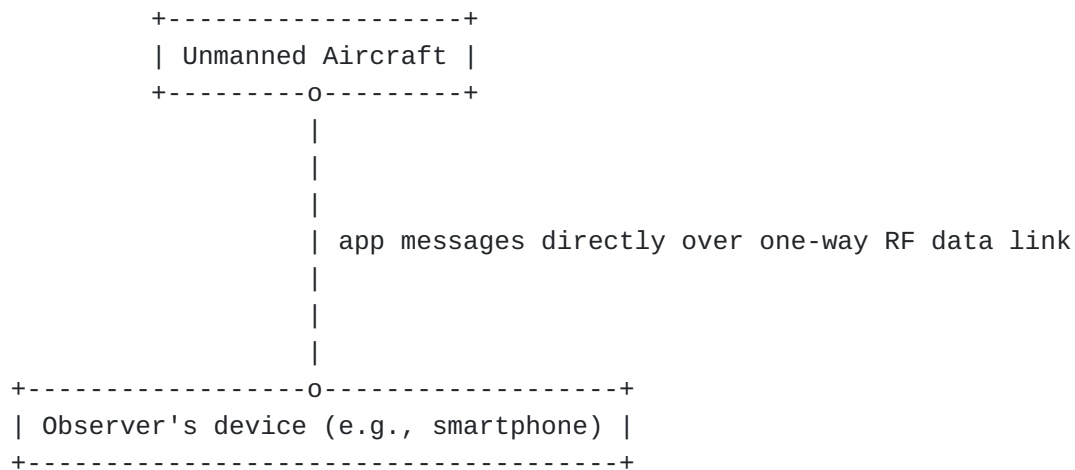 Unmanned Aircraft
app messages directly over one-way RF data link
Observer's device (e.g., smartphone)